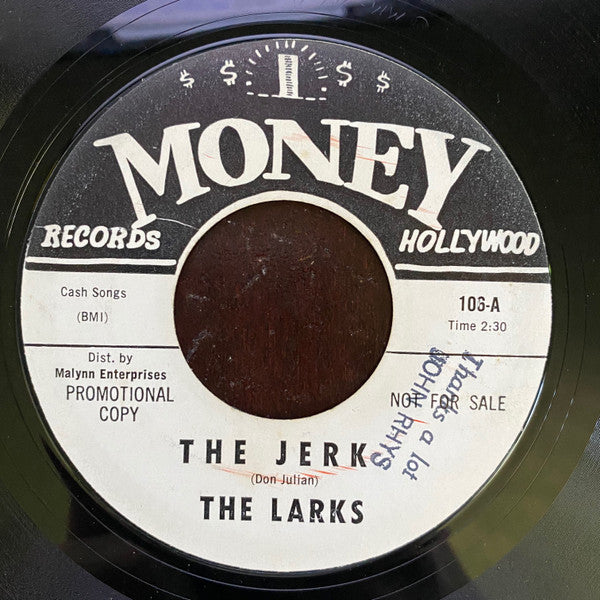 $ $ 1 $ $
MONEY
RECORDS
HOLLYWOOD
Cash Songs
(BMI)
106-A
Time 2:30
Dist. by
Malynn Enterprises
PROMOTIONAL
COPY
NOT FOR SALE
Thanks a lot
JOHN RHYS
THE JERK
(Don Julian)
THE LARKS